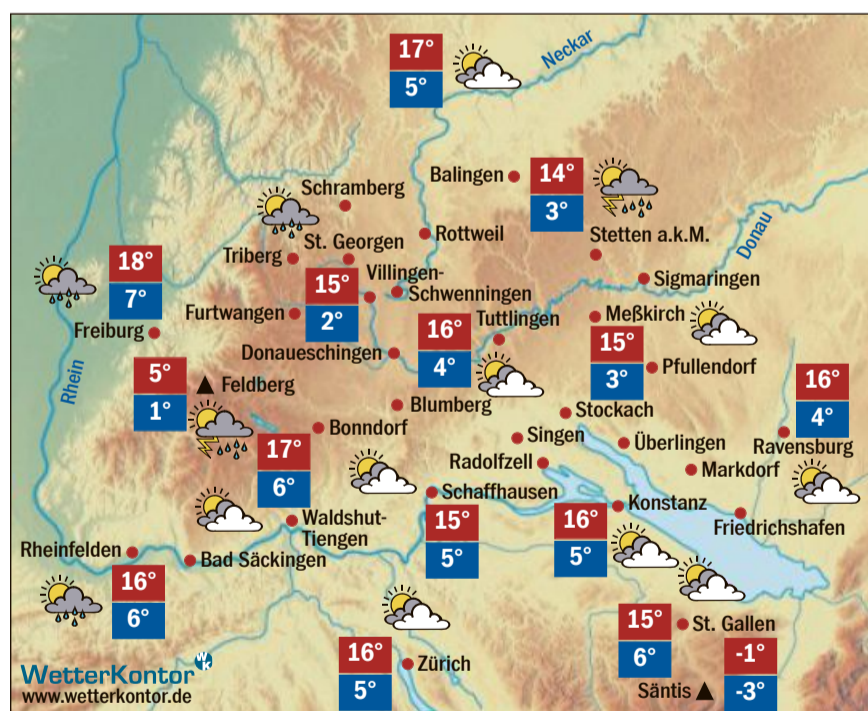 17°
5°
Neckar
Balingen
14°
3°
Schramberg
Rottweil
Stetten a.k.M.
Donau
Triberg
St. Georgen
18°
7°
Villingen-
Schwenningen
Sigmaringen
15°
2°
Furtwangen
Freiburg
16°
4°
Tuttlingen
Meßkirch
15°
3°
Donaueschingen
Pfullendorf
Rhein
5°
1°
Feldberg
Blumberg
Stockach
16°
4°
Ravensburg
Bonndorf
Singen
Überlingen
17°
6°
Radolfzell
Markdorf
Schaffhausen
15°
5°
Konstanz
16°
5°
Friedrichshafen
Waldshut-
Tiengen
Rheinfelden
16°
6°
Bad Säckingen
15°
6°
St. Gallen
16°
5°
Zürich
-1°
-3°
Säntis
WetterKontor
WK
www.wetterkontor.de